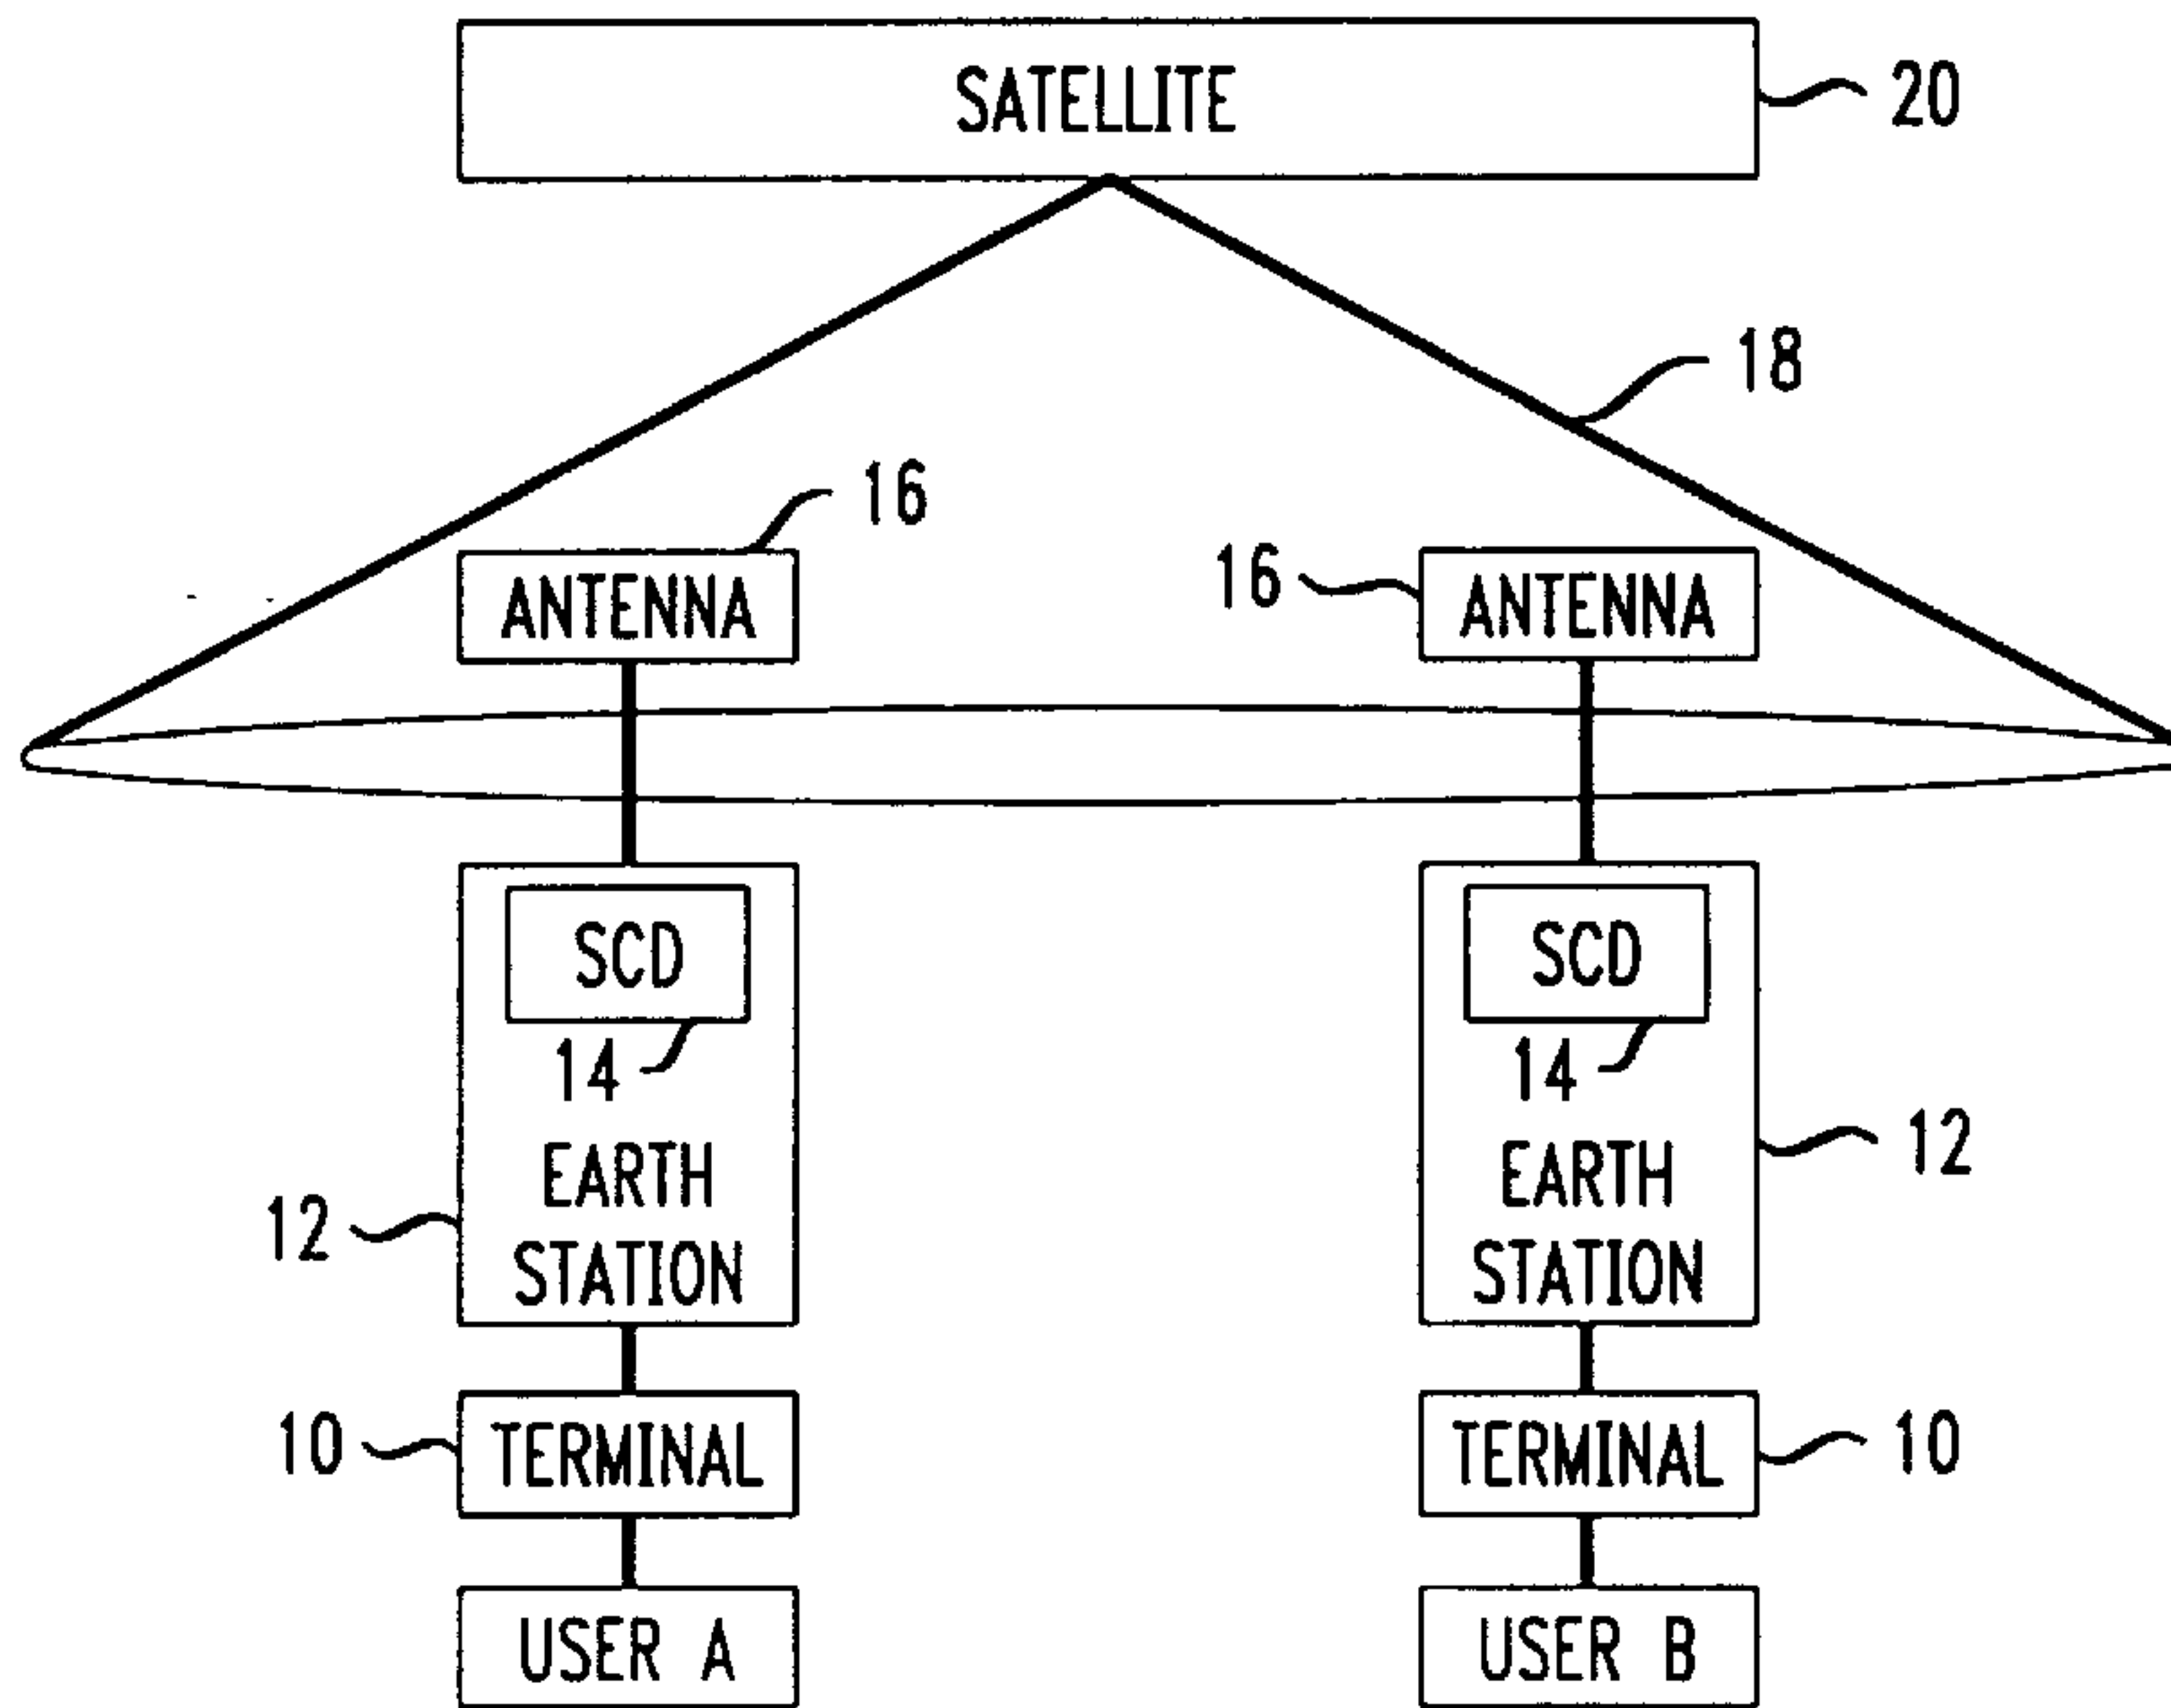 SATELLITE
20
18
16
ANTENNA
16
ANTENNA
SCD
14
EARTH
STATION
12
SCD
14
EARTH
STATION
12
10
TERMINAL
TERMINAL
10
USER A
USER B